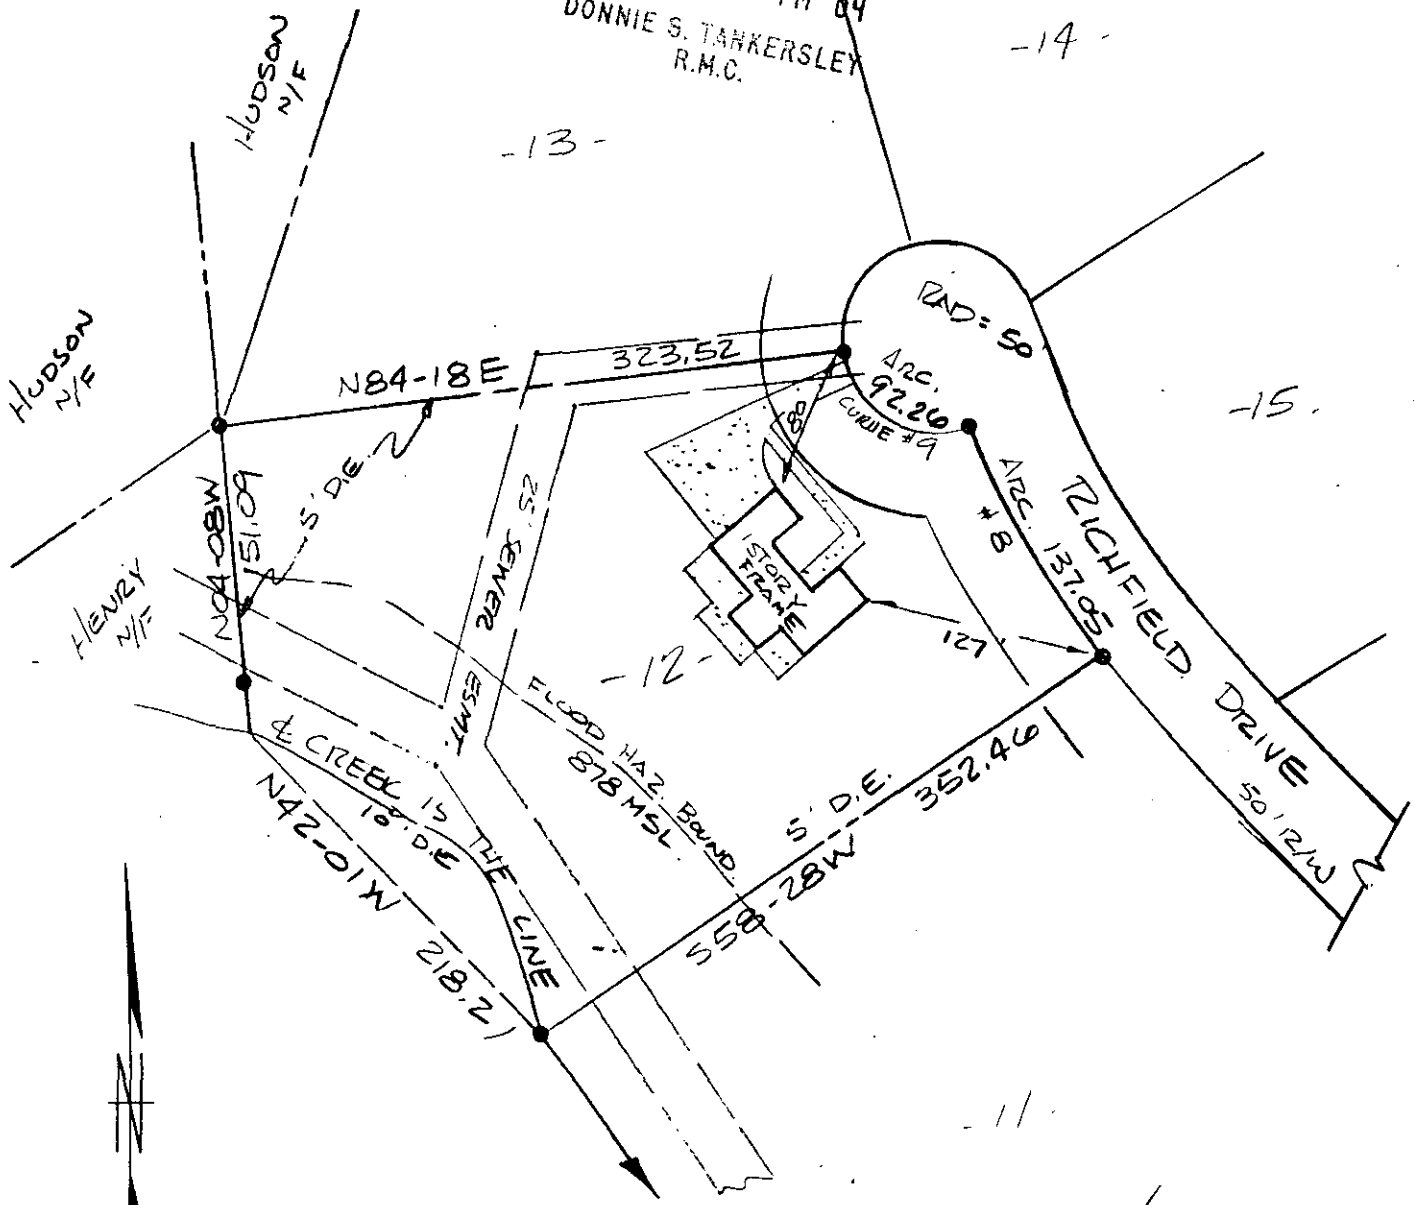 DONNIE S. TANKERSLEY
R.M.C.
-14-
HUDSON
N/F
-13-
RAD=50
HUDSON
N/F
N84-18E
323.52
ARC.
92.26
CURVE #9
-15-
80
5' D.E
N04-08W
151.09
25' SEWER
ESMT.
1 STORY
FRAME
ARC. 137.05
#8
RICHFIELD DRIVE
50' R/W
HENRY
N/F
127
-12-
FLOOD HAZ. BOUND.
878 MSL
℄ CREEK IS THE LINE
10' D.E
N42-01W
218.21
5' D.E.
352.46
S58-28W
-11-
N